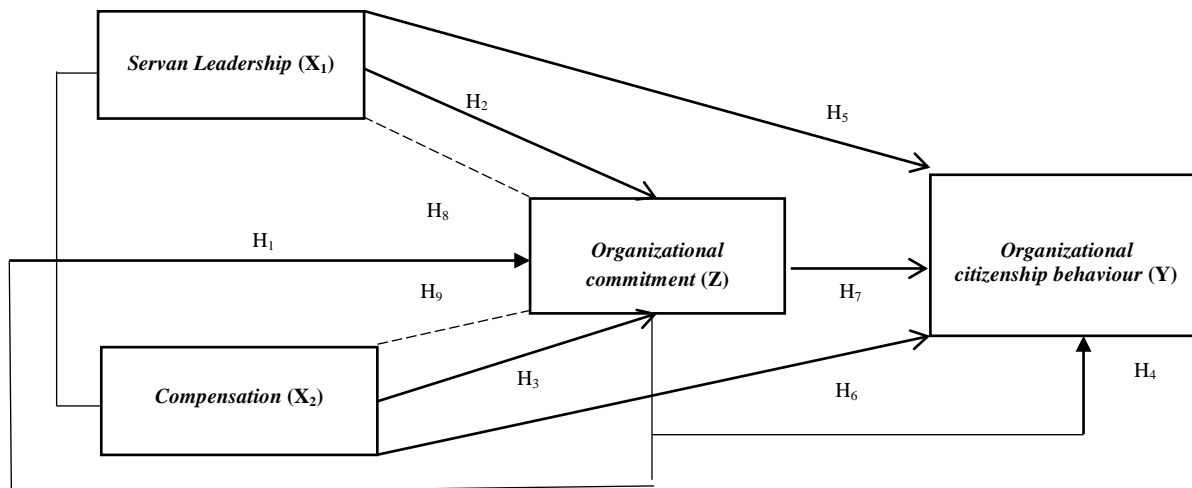 Servan Leadership (X₁)
H₂
H₅
H₈
H₁
Organizational
commitment (Z)
Organizational
citizenship behaviour (Y)
H₉
H₇
H₃
Compensation (X₂)
H₆
H₄